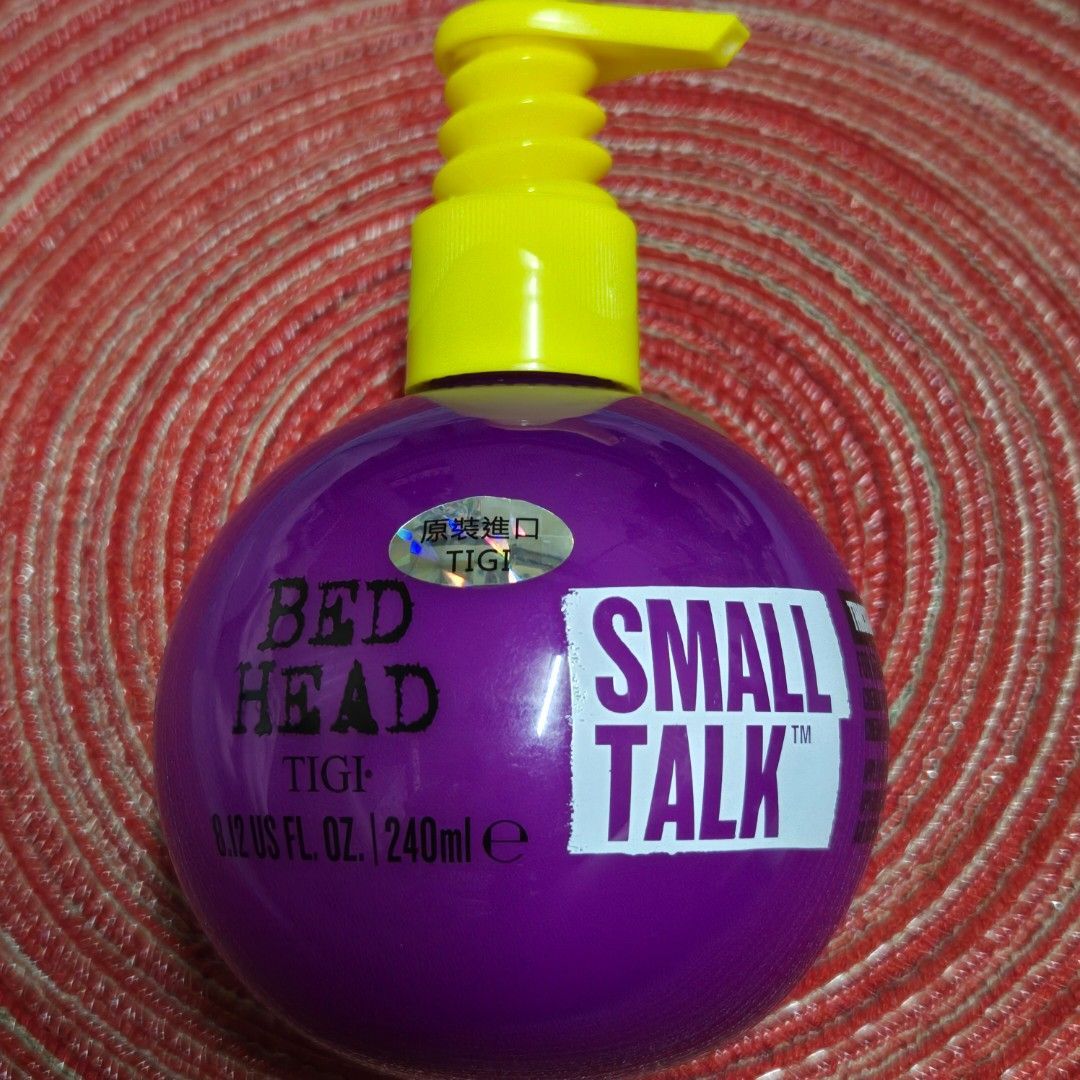 原裝進口
TIGI
BED
HEAD
TIGI
8.12 US FL. OZ. | 240ml e
SMALL
TALK™